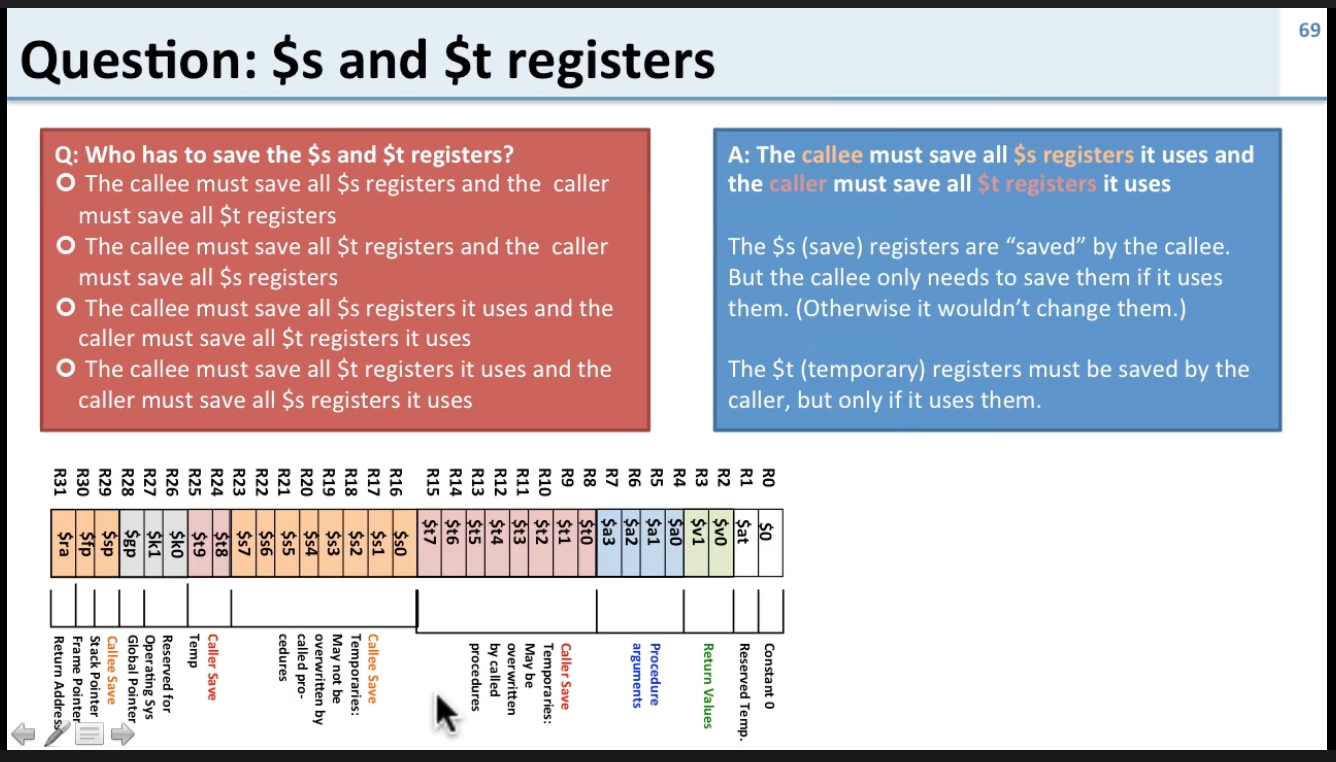 69
Question: $s and $t registers
Q: Who has to save the $s and $t registers?
The callee must save all $s registers and the caller
must save all $t registers
The callee must save all $t registers and the caller
must save all $s registers
The callee must save all $s registers it uses and the
caller must save all $t registers it uses
The callee must save all $t registers it uses and the
caller must save all $s registers it uses
A: The callee must save all $s registers it uses and
the caller must save all $t registers it uses
The $s (save) registers are “saved” by the callee.
But the callee only needs to save them if it uses
them. (Otherwise it wouldn’t change them.)
The $t (temporary) registers must be saved by the
caller, but only if it uses them.
R31 R30 R29 R28 R27 R26 R25 R24 R23 R22 R21 R20 R19 R18 R17 R16 R15 R14 R13 R12 R11 R10 R9 R8 R7 R6 R5 R4 R3 R2 R1 R0
$ra $fp $sp $gp $k1 $k0 $t9 $t8 $s7 $s6 $s5 $s4 $s3 $s2 $s1 $s0 $t7 $t6 $t5 $t4 $t3 $t2 $t1 $t0 $a3 $a2 $a1 $a0 $v1 $v0 $at $0
Constant 0
Reserved Temp.
Return Values
Procedure
arguments
Caller Save
Temporaries:
May be
overwritten
by called
procedures
Callee Save
Temporaries:
May not be
overwritten by
called pro-
cedures
Caller Save
Temp
Reserved for
Operating Sys
Global Pointer
Callee Save
Stack Pointer
Frame Pointer
Return Address